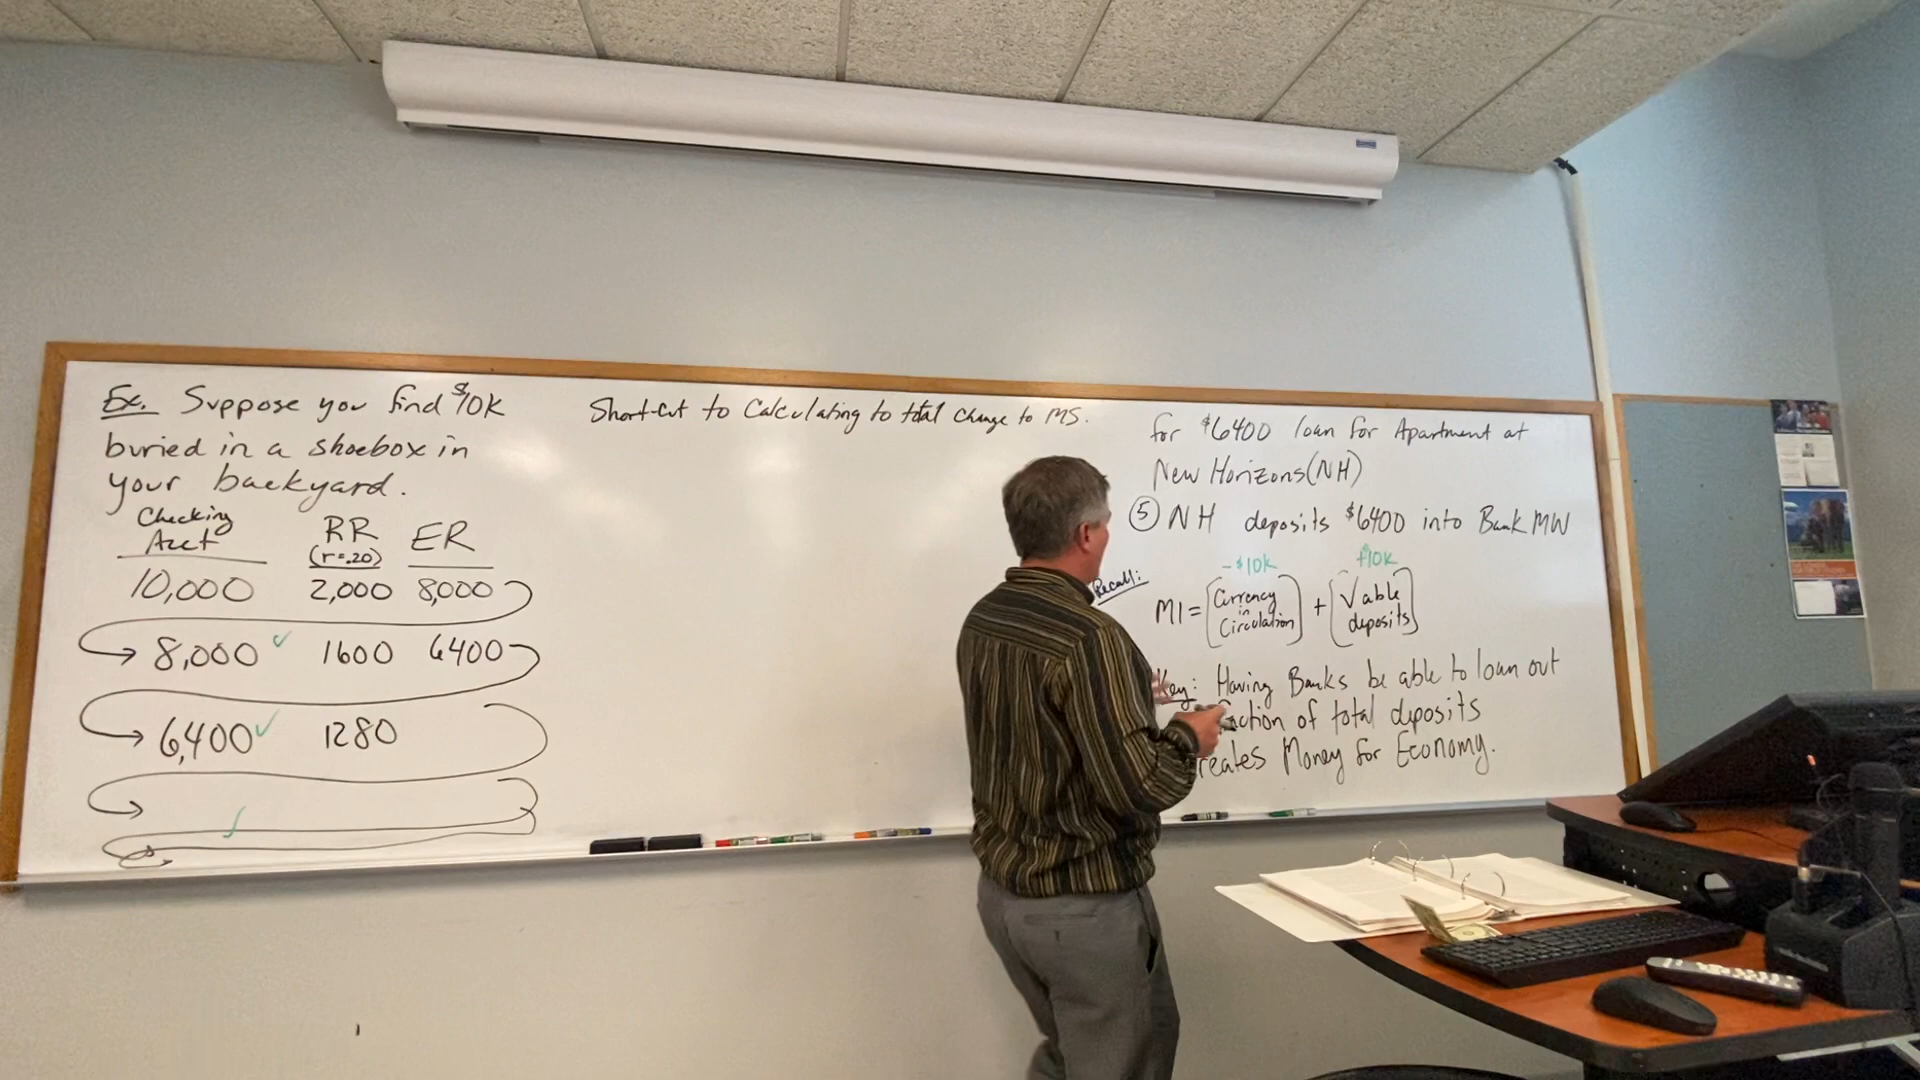 Ex. Suppose you find $10k
buried in a shoebox in
your backyard.
Checking
Acct
RR
(r=.20)
ER
10,000 2,000 8,000
8,000 ✓ 1600 6400
6,400 ✓ 1280
✓
Short-cut to Calculating to total change to MS.
for $6400 loan for Apartment at
New Horizons (NH)
⑤ NH deposits $6400 into Bank MW
-$10k +$10k
Recall:
M1 = [Currency in Circulation] + [√able deposits]
Key: Having Banks be able to loan out
of total deposits
Money for Economy.